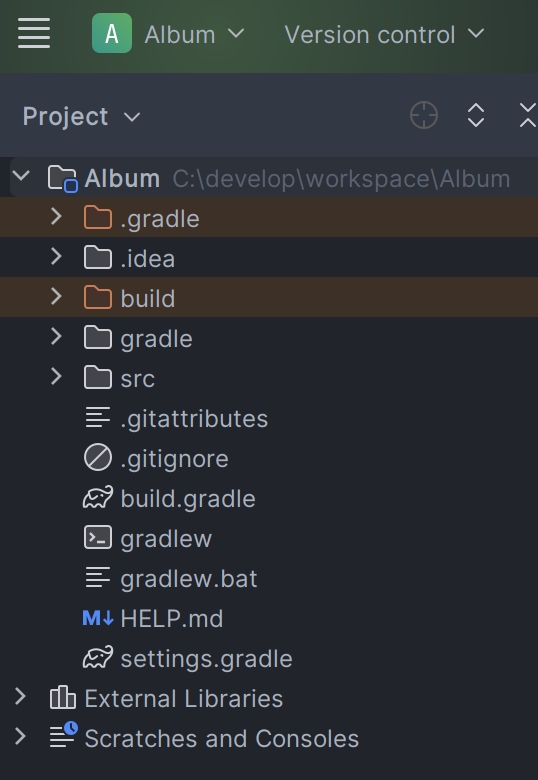 A Album Version control
Project
Album C:\develop\workspace\Album
.gradle
.idea
build
gradle
src
.gitattributes
.gitignore
build.gradle
gradlew
gradlew.bat
M↓ HELP.md
settings.gradle
External Libraries
Scratches and Consoles